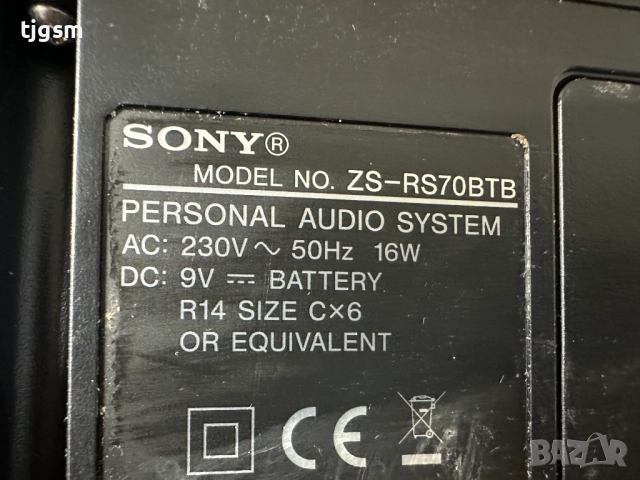 tjgsm
SONY®
MODEL NO. ZS-RS70BTB
PERSONAL AUDIO SYSTEM
AC: 230V ~ 50Hz 16W
DC: 9V ⎓ BATTERY
R14 SIZE C×6
OR EQUIVALENT
CE
BAZAR